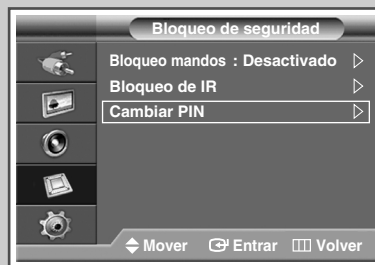 Bloqueo de seguridad
Bloqueo mandos : Desactivado
Bloqueo de IR
Cambiar PIN
Mover Entrar Volver